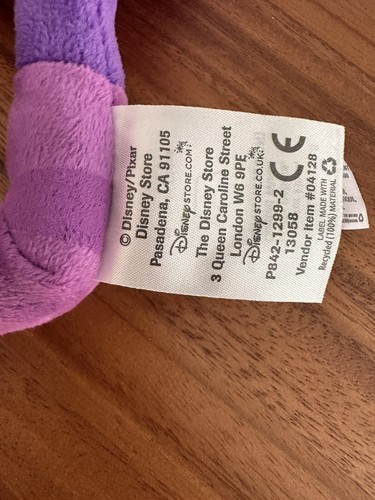 © Disney/Pixar
Disney Store
Pasadena, CA 91105
DISNEYSTORE.COM
The Disney Store
3 Queen Caroline Street
London W6 9PE
DISNEYSTORE.CO.UK
P842-1299-2 CE
13058
Vendor Item #04128
LABEL MADE WITH
Recycled (100%) MATERIAL